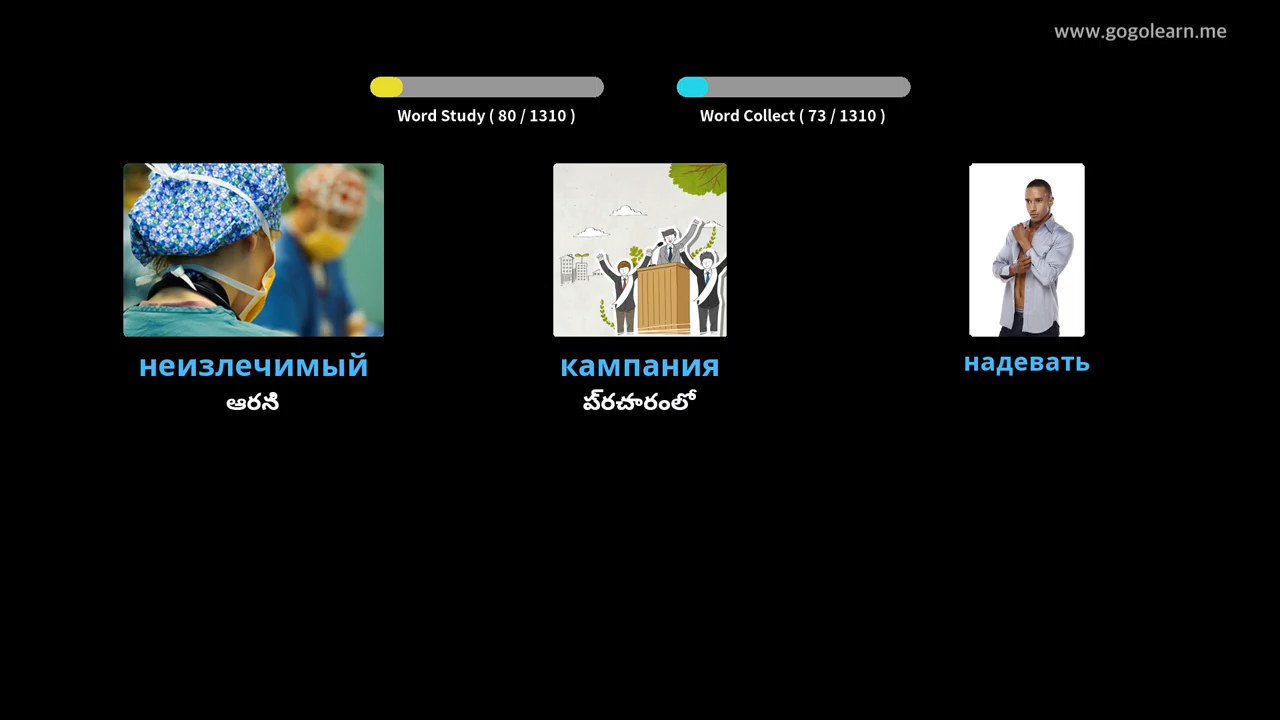 www.gogolearn.me
Word Study ( 80 / 1310 )
Word Collect ( 73 / 1310 )
неизлечимый
кампания
надевать
ఆరని
ప్రచారంలో